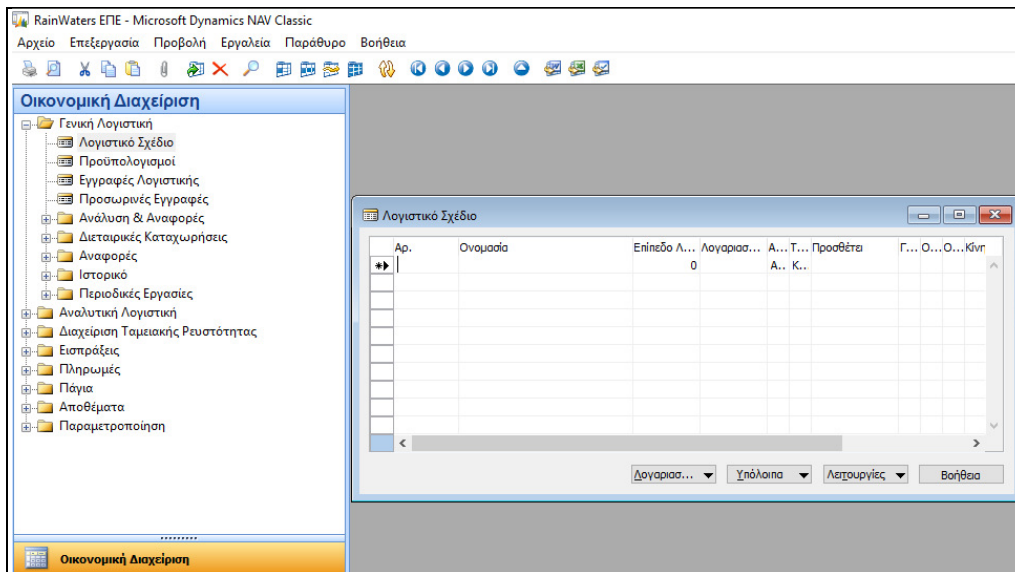 RainWaters ΕΠΕ - Microsoft Dynamics NAV Classic
Αρχείο Επεξεργασία Προβολή Εργαλεία Παράθυρο Βοήθεια
Οικονομική Διαχείριση
Γενική Λογιστική
Λογιστικό Σχέδιο
Προϋπολογισμοί
Εγγραφές Λογιστικής
Προσωρινές Εγγραφές
Ανάλυση & Αναφορές
Διεταιρικές Καταχωρήσεις
Αναφορές
Ιστορικό
Περιοδικές Εργασίες
Αναλυτική Λογιστική
Διαχείριση Ταμειακής Ρευστότητας
Εισπράξεις
Πληρωμές
Πάγια
Αποθέματα
Παραμετροποίηση
Οικονομική Διαχείριση
Λογιστικό Σχέδιο
Αρ. Ονομασία Επίπεδο Λ... Λογαριασ... Α... Τ... Προσθέτει Γ... Ο... Ο... Κίνη
0 Α.. Κ...
Λογαριασ... Υπόλοιπα Λειτουργίες Βοήθεια